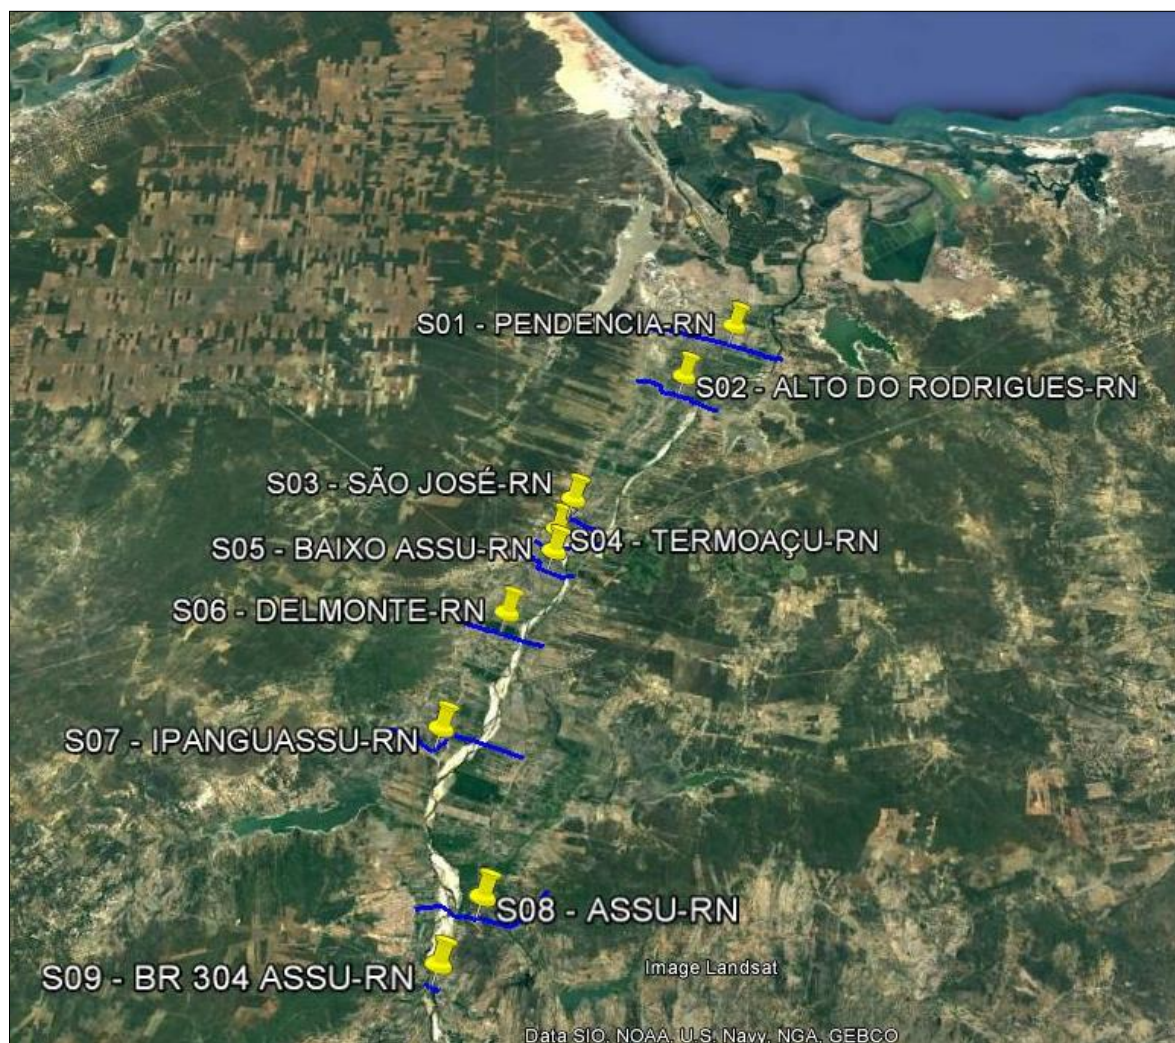 S01 - PENDENCIA-RN
S02 - ALTO DO RODRIGUES-RN
S03 - SÃO JOSÉ-RN
S04 - TERMOAÇU-RN
S05 - BAIXO ASSU-RN
S06 - DELMONTE-RN
S07 - IPANGUASSU-RN
S08 - ASSU-RN
S09 - BR 304 ASSU-RN
Image Landsat
Data SIO, NOAA, U.S. Navy, NGA, GEBCO